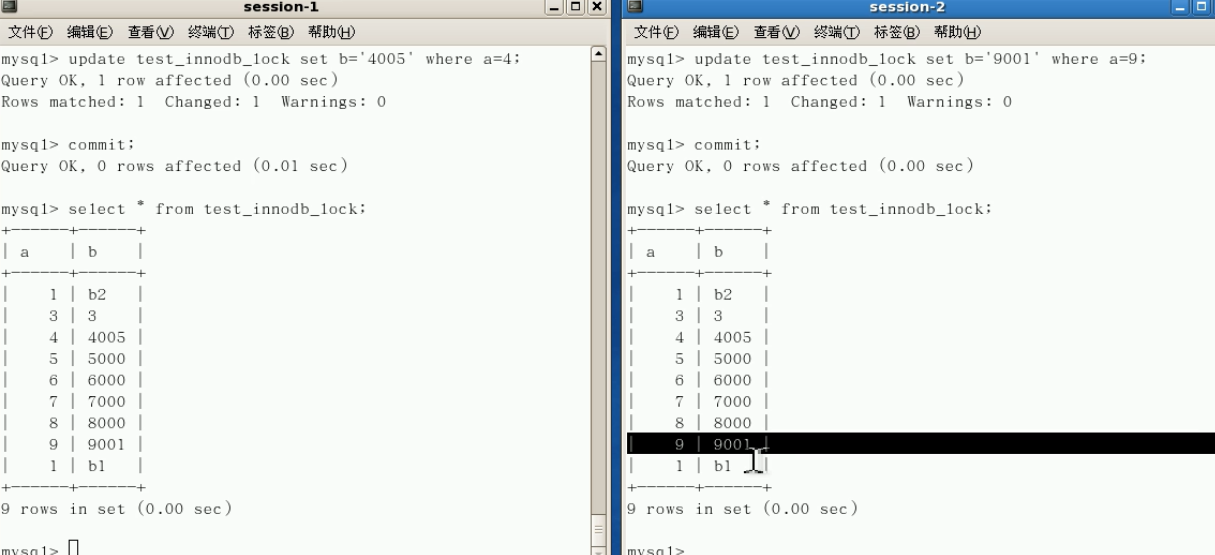 session-1
文件(F) 编辑(E) 查看(V) 终端(T) 标签(B) 帮助(H)
mysql> update test_innodb_lock set b='4005' where a=4;
Query OK, 1 row affected (0.00 sec)
Rows matched: 1  Changed: 1  Warnings: 0
mysql> commit;
Query OK, 0 rows affected (0.01 sec)
mysql> select * from test_innodb_lock;
+------+------+
| a    | b    |
+------+------+
|    1 | b2   |
|    3 | 3    |
|    4 | 4005 |
|    5 | 5000 |
|    6 | 6000 |
|    7 | 7000 |
|    8 | 8000 |
|    9 | 9001 |
|    1 | b1   |
+------+------+
9 rows in set (0.00 sec)
mysql>
session-2
文件(F) 编辑(E) 查看(V) 终端(T) 标签(B) 帮助(H)
mysql> update test_innodb_lock set b='9001' where a=9;
Query OK, 1 row affected (0.00 sec)
Rows matched: 1  Changed: 1  Warnings: 0
mysql> commit;
Query OK, 0 rows affected (0.00 sec)
mysql> select * from test_innodb_lock;
+------+------+
| a    | b    |
+------+------+
|    1 | b2   |
|    3 | 3    |
|    4 | 4005 |
|    5 | 5000 |
|    6 | 6000 |
|    7 | 7000 |
|    8 | 8000 |
|    9 | 9001 |
|    1 | b1   |
+------+------+
9 rows in set (0.00 sec)
mysql>